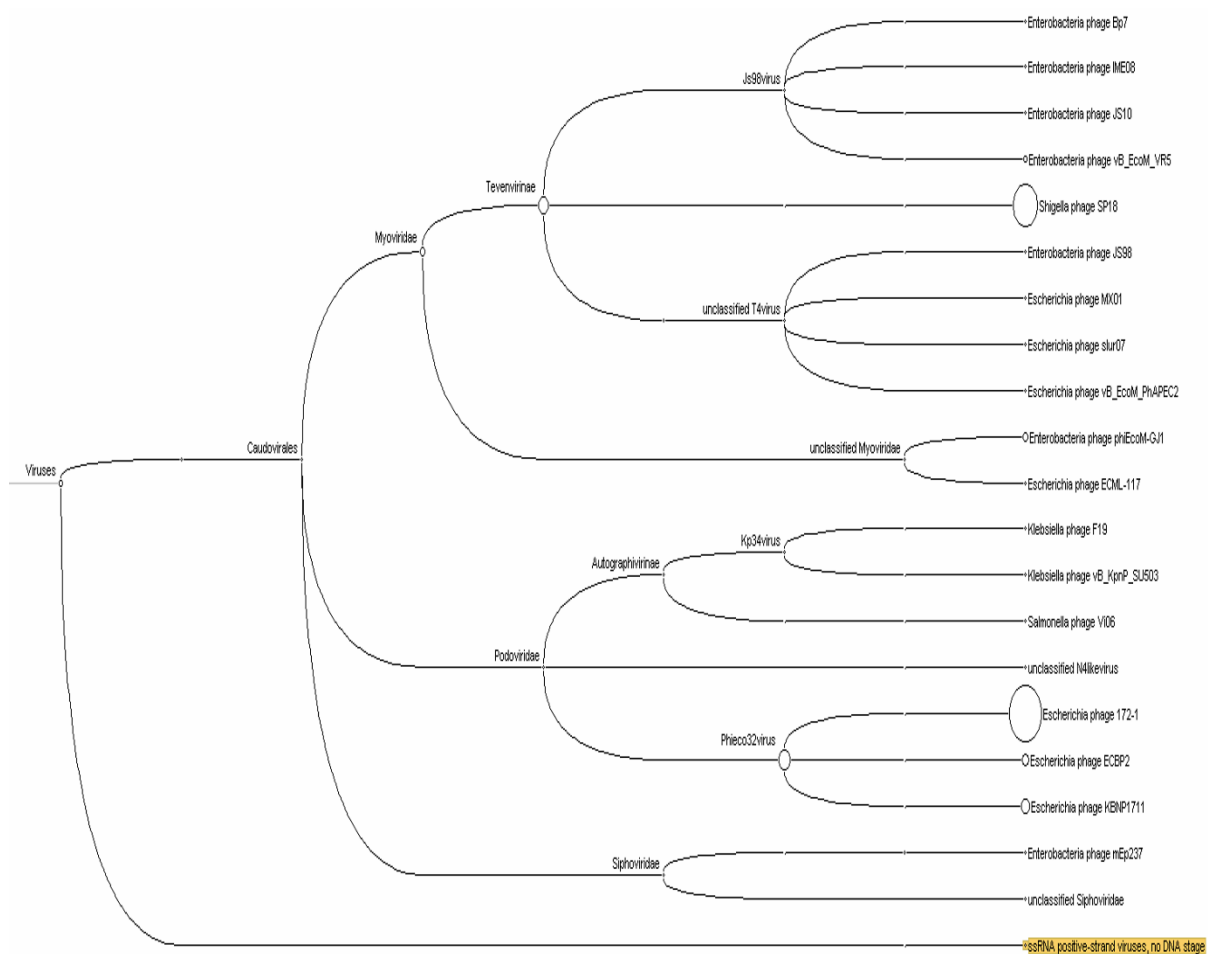 Enterobacteria phage Bp7
Enterobacteria phage IME08
Js98virus
Enterobacteria phage JS10
Enterobacteria phage vB_EcoM_VR5
Tevenvirinae
Shigella phage SP18
Myoviridae
Enterobacteria phage JS98
Escherichia phage MX01
unclassified T4virus
Escherichia phage slur07
Escherichia phage vB_EcoM_PhAPEC2
Enterobacteria phage phiEcoM-GJ1
Caudovirales
unclassified Myoviridae
Viruses
Escherichia phage ECML-117
Klebsiella phage F19
Kp34virus
Autographivirinae
Klebsiella phage vB_KpnP_SU503
Salmonella phage Vi06
Podoviridae
unclassified N4likevirus
Escherichia phage 172-1
Phieco32virus
Escherichia phage ECBP2
Escherichia phage KBNP1711
Enterobacteria phage mEp237
Siphoviridae
unclassified Siphoviridae
ssRNA positive-strand viruses, no DNA stage